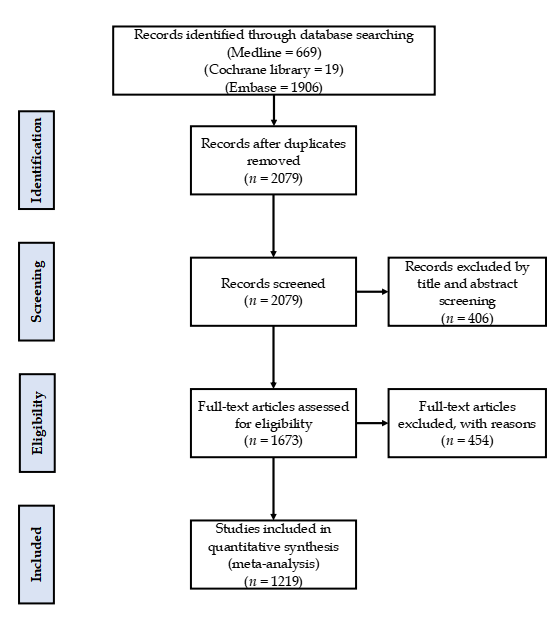 Records identified through database searching
(Medline = 669)
(Cochrane library = 19)
(Embase = 1906)
Identification
Records after duplicates
removed
(n = 2079)
Screening
Records screened
(n = 2079)
Records excluded by
title and abstract
screening
(n = 406)
Eligibility
Full-text articles assessed
for eligibility
(n = 1673)
Full-text articles
excluded, with reasons
(n = 454)
Included
Studies included in
quantitative synthesis
(meta-analysis)
(n = 1219)